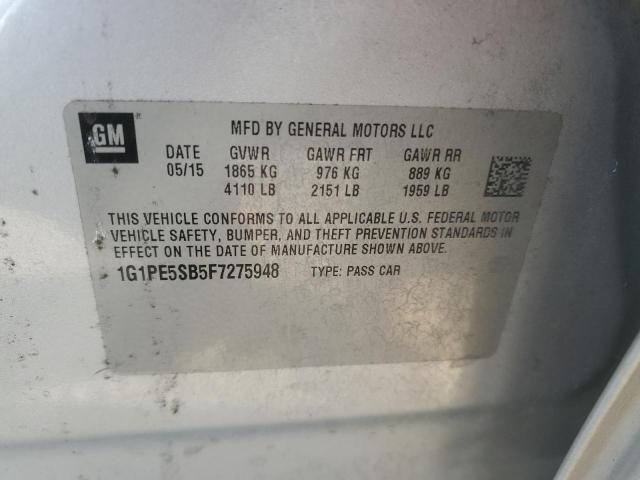 GM
MFD BY GENERAL MOTORS LLC
DATE GVWR GAWR FRT GAWR RR
05/15 1865 KG 976 KG 889 KG
4110 LB 2151 LB 1959 LB
THIS VEHICLE CONFORMS TO ALL APPLICABLE U.S. FEDERAL MOTOR
VEHICLE SAFETY, BUMPER, AND THEFT PREVENTION STANDARDS IN
EFFECT ON THE DATE OF MANUFACTURE SHOWN ABOVE.
1G1PE5SB5F7275948 TYPE: PASS CAR